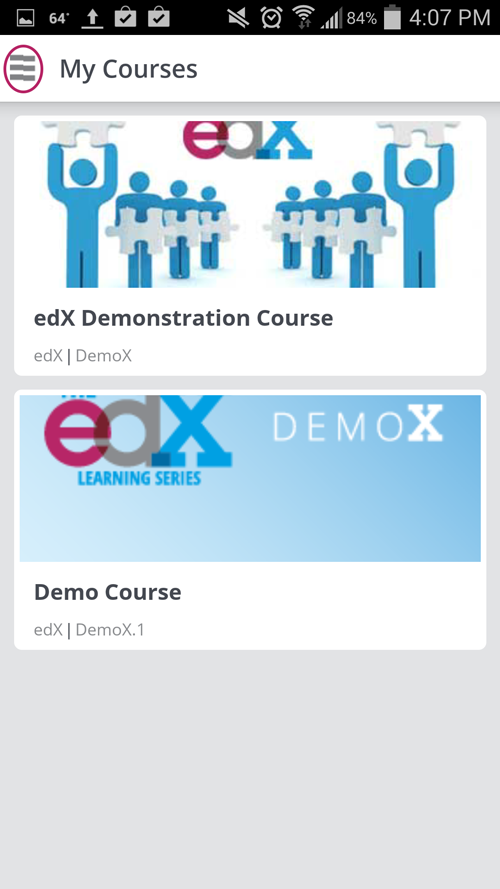 64° 84% 4:07 PM
My Courses
edX
edX Demonstration Course
edX | DemoX
edX DEMOX
LEARNING SERIES
Demo Course
edX | DemoX.1